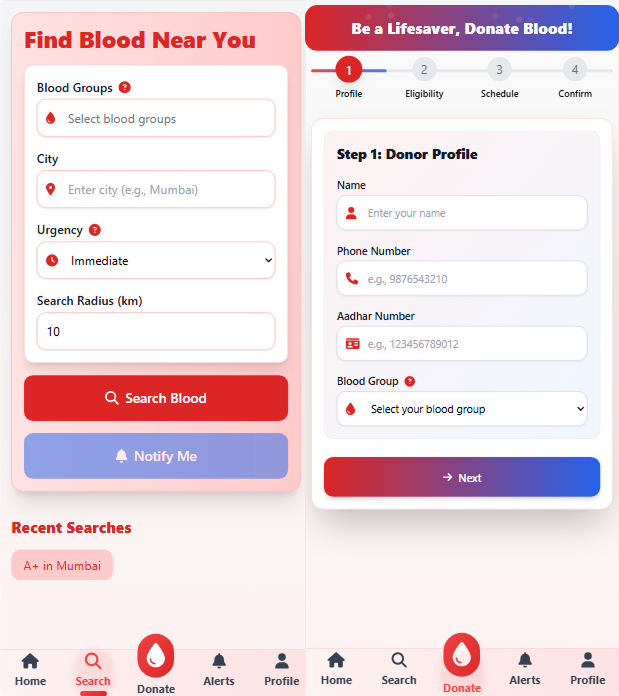 Find Blood Near You
Blood Groups ?
Select blood groups
City
Enter city (e.g., Mumbai)
Urgency ?
Immediate
Search Radius (km)
10
Search Blood
Notify Me
Recent Searches
A+ in Mumbai
Home
Search
Donate
Alerts
Profile
Be a Lifesaver, Donate Blood!
1
2
3
4
Profile
Eligibility
Schedule
Confirm
Step 1: Donor Profile
Name
Enter your name
Phone Number
e.g., 9876543210
Aadhar Number
e.g., 123456789012
Blood Group ?
Select your blood group
Next
Home
Search
Donate
Alerts
Profile